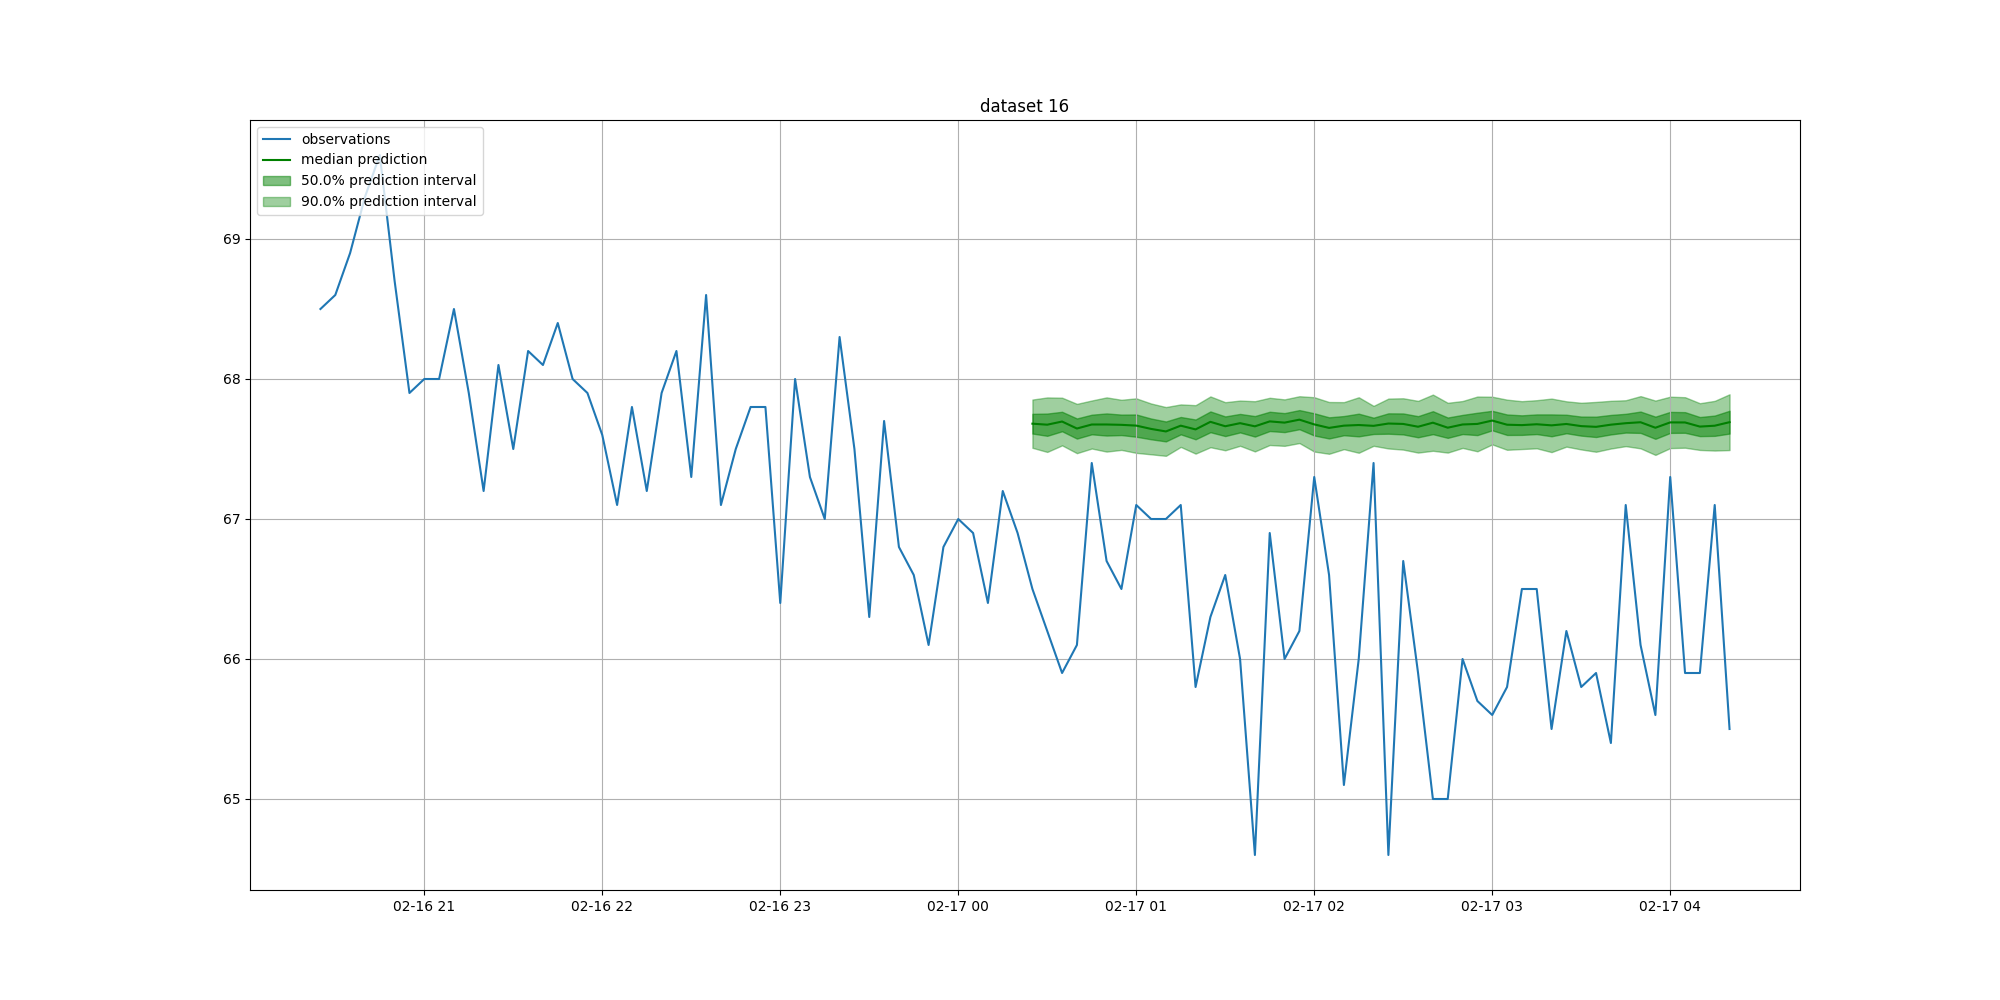 dataset 16
observations
median prediction
50.0% prediction interval
90.0% prediction interval
69
68
67
66
65
02-16 21
02-16 22
02-16 23
02-17 00
02-17 01
02-17 02
02-17 03
02-17 04